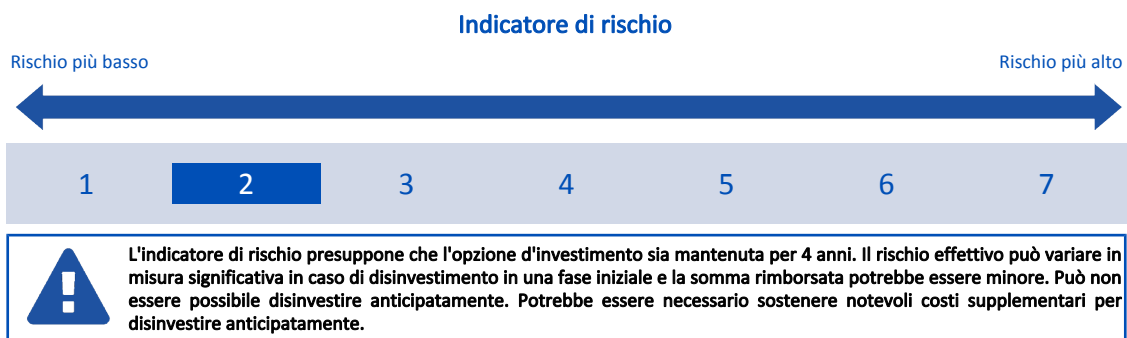 Indicatore di rischio
Rischio più basso
Rischio più alto
1 2 3 4 5 6 7
L'indicatore di rischio presuppone che l'opzione d'investimento sia mantenuta per 4 anni. Il rischio effettivo può variare in
misura significativa in caso di disinvestimento in una fase iniziale e la somma rimborsata potrebbe essere minore. Può non
essere possibile disinvestire anticipatamente. Potrebbe essere necessario sostenere notevoli costi supplementari per
disinvestire anticipatamente.